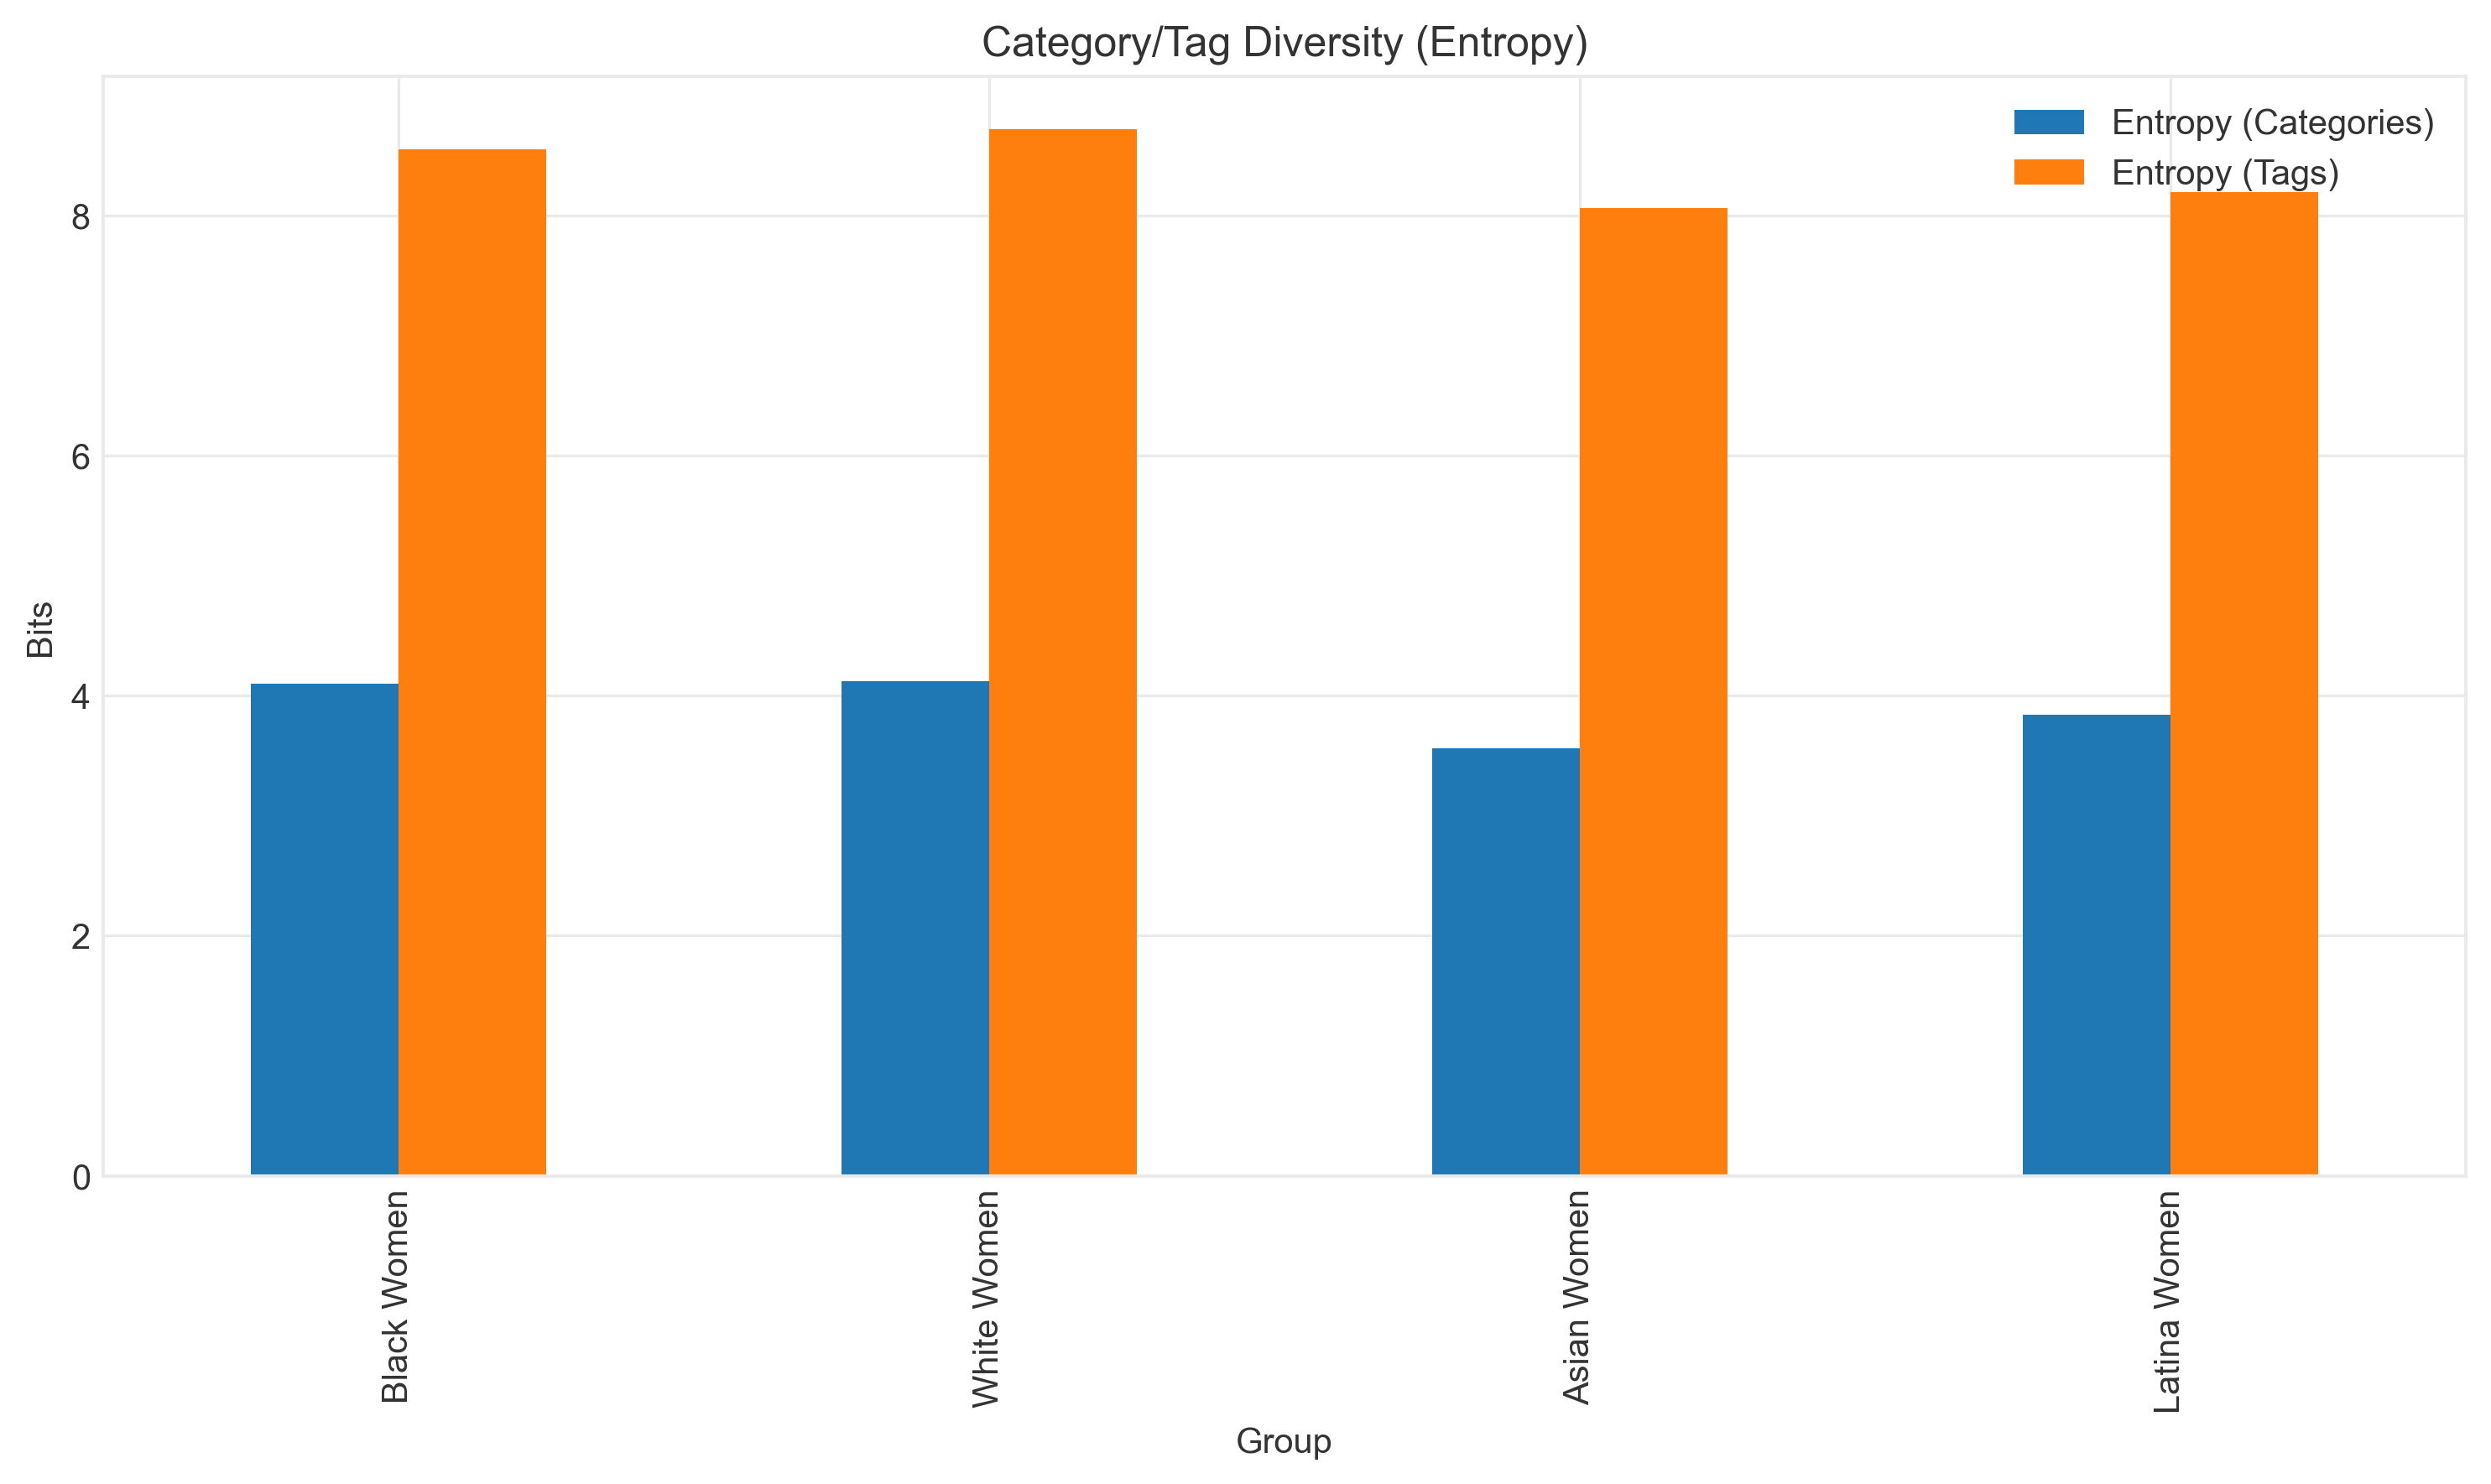 Category/Tag Diversity (Entropy)
Entropy (Categories)
Entropy (Tags)
8
6
4
2
0
Bits
Black Women
White Women
Asian Women
Latina Women
Group